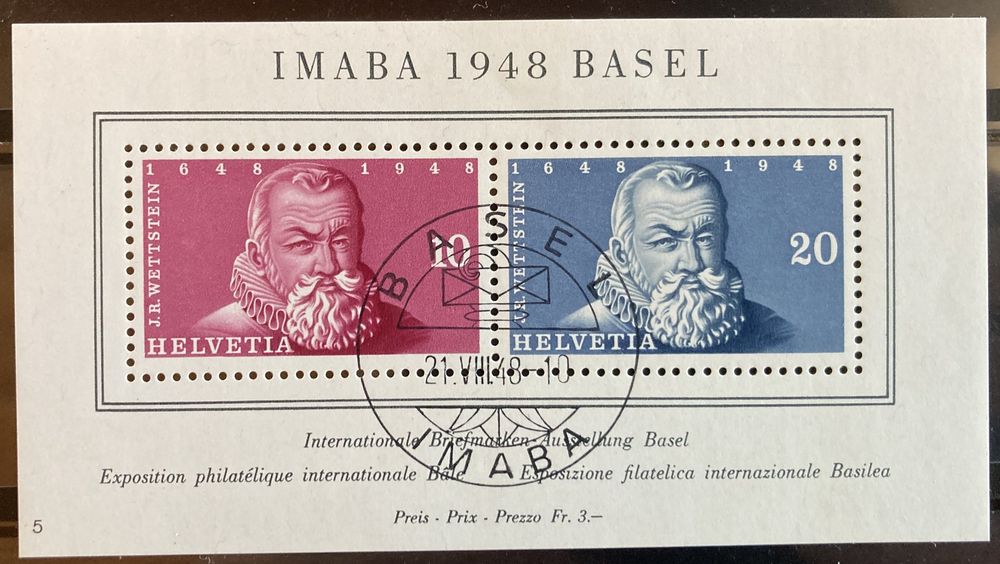 IMABA 1948 BASEL
1648 1948
J.R. WETTSTEIN
10
HELVETIA
1648 1948
J.R. WETTSTEIN
20
HELVETIA
BASEL
21.VIII.48-10
IMABA
Internationale Briefmarken-Ausstellung Basel
Exposition philatélique internationale Bâle Esposizione filatelica internazionale Basilea
Preis - Prix - Prezzo Fr. 3.—
5